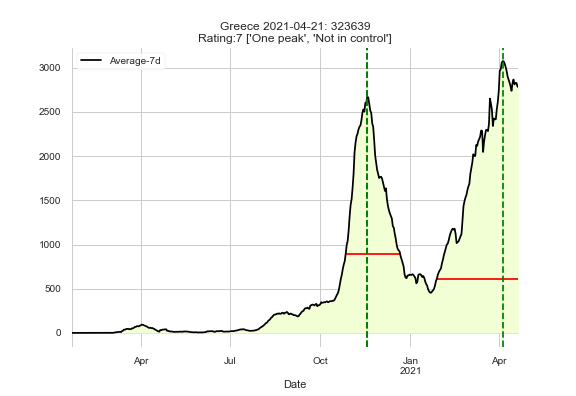 Greece 2021-04-21: 323639
Rating:7 ['One peak', 'Not in control']
Average-7d
3000
2500
2000
1500
1000
500
0
Apr
Jul
Oct
Jan
2021
Apr
Date